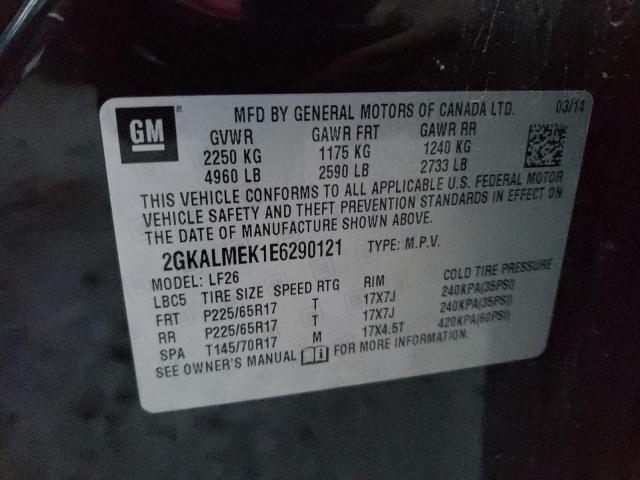 GM ®
MFD BY GENERAL MOTORS OF CANADA LTD. 03/14
GVWR GAWR FRT GAWR RR
2250 KG 1175 KG 1240 KG
4960 LB 2590 LB 2733 LB
THIS VEHICLE CONFORMS TO ALL APPLICABLE U.S. FEDERAL MOTOR
VEHICLE SAFETY AND THEFT PREVENTION STANDARDS IN EFFECT ON
THE DATE OF MANUFACTURE SHOWN ABOVE.
2GKALMEK1E6290121 TYPE: M.P.V.
MODEL: LF26
LBC5 TIRE SIZE SPEED RTG RIM COLD TIRE PRESSURE
FRT P225/65R17 T 17X7J 240KPA(35PSI)
RR P225/65R17 T 17X7J 240KPA(35PSI)
SPA T145/70R17 M 17X4.5T 420KPA(60PSI)
SEE OWNER'S MANUAL FOR MORE INFORMATION.